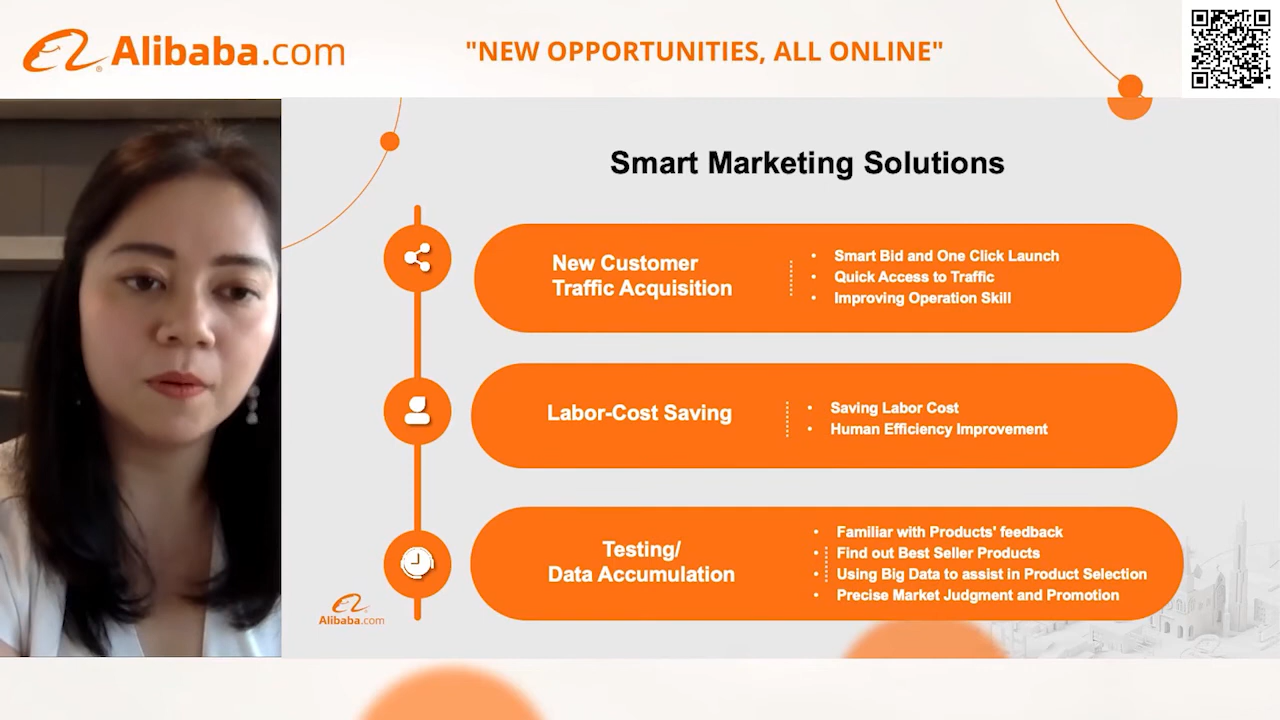 Alibaba.com
"NEW OPPORTUNITIES, ALL ONLINE"
Smart Marketing Solutions
New Customer
Traffic Acquisition
• Smart Bid and One Click Launch
• Quick Access to Traffic
• Improving Operation Skill
Labor-Cost Saving
• Saving Labor Cost
• Human Efficiency Improvement
Testing/
Data Accumulation
• Familiar with Products' feedback
• Find out Best Seller Products
• Using Big Data to assist in Product Selection
• Precise Market Judgment and Promotion
Alibaba.com